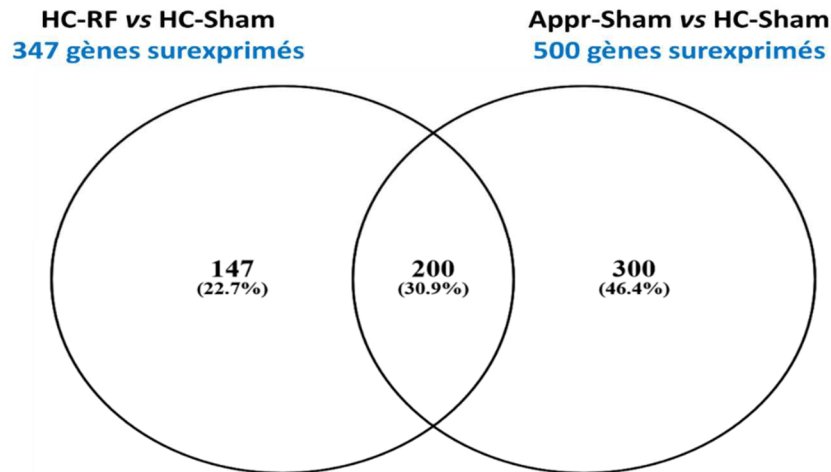 HC-RF vs HC-Sham
347 gènes surexprimés
Appr-Sham vs HC-Sham
500 gènes surexprimés
147
(22.7%)
200
(30.9%)
300
(46.4%)